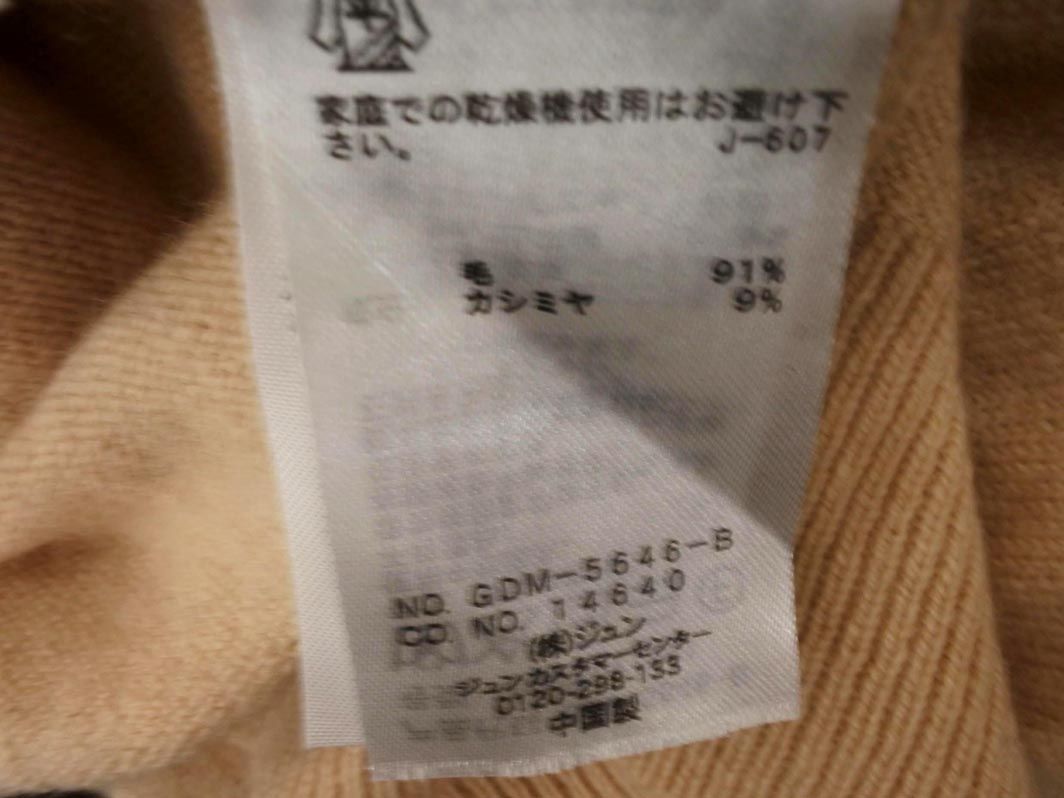 家庭での乾燥機使用はお避け下
さい。
J-607
毛 91%
カシミヤ 9%
NO. GDM-5646-B
CO. NO. 14640
(株)ジュン
ジュンカスタマーセンター
0120-298-133
中国製